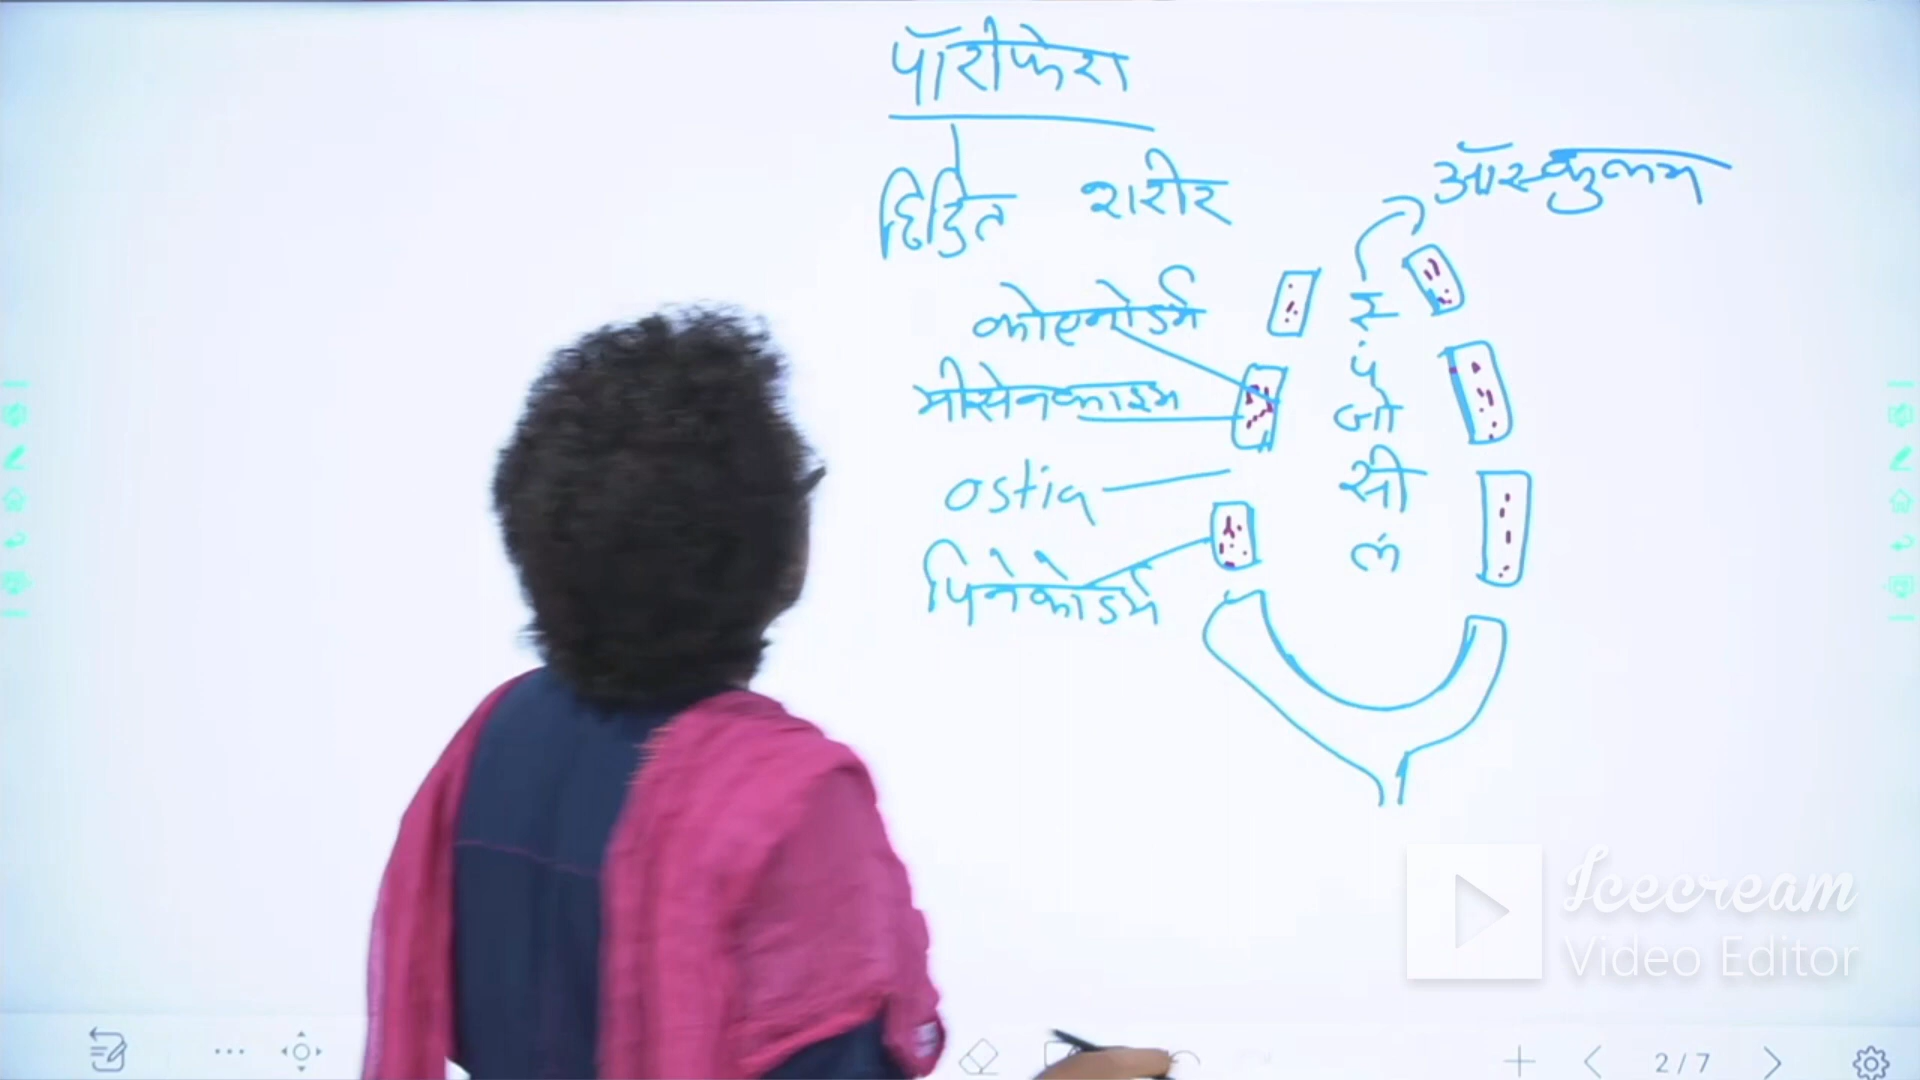 पॉरीफेरा
छिद्रित शरीर
ऑस्कुलम
कोएनोडर्म
मीसेनकाइम
ostia
पिनेकोडर्म
स्
पं
जो
सी
लं
Icecream
Video Editor
2/7